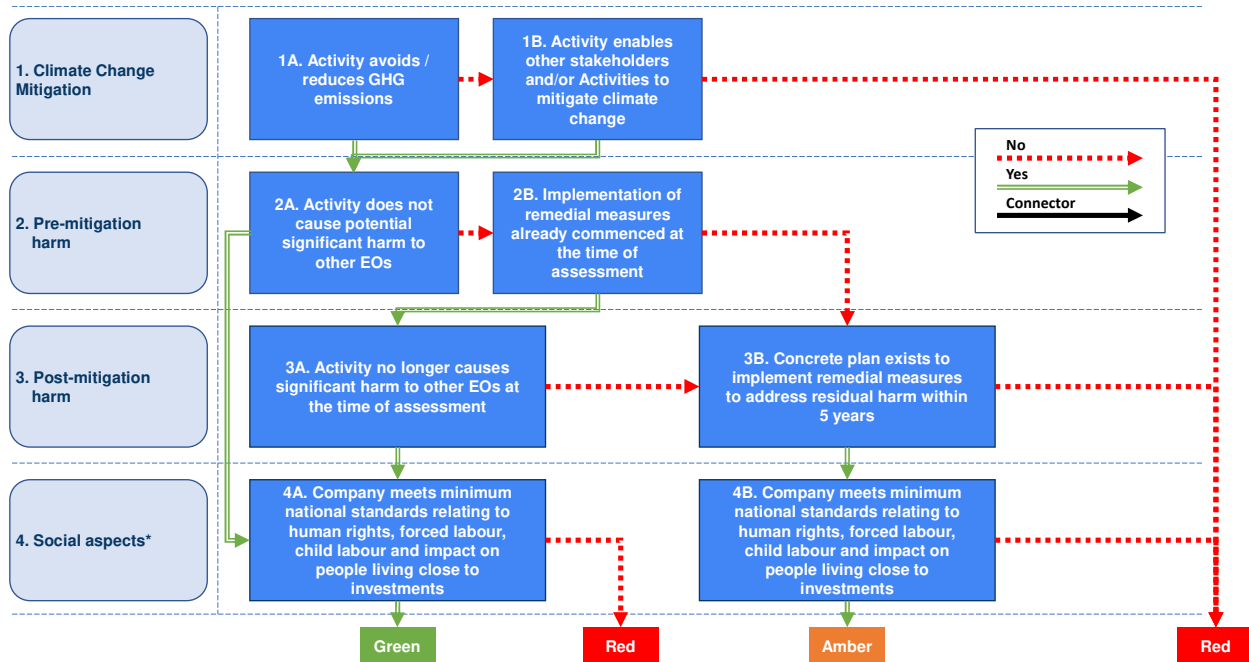 1. Climate Change
Mitigation
1A. Activity avoids /
reduces GHG
emissions
1B. Activity enables
other stakeholders
and/or Activities to
mitigate climate
change
No
Yes
Connector
2. Pre-mitigation
harm
2A. Activity does not
cause potential
significant harm to
other EOs
2B. Implementation of
remedial measures
already commenced at
the time of
assessment
3. Post-mitigation
harm
3A. Activity no longer causes
significant harm to other EOs at
the time of assessment
3B. Concrete plan exists to
implement remedial measures
to address residual harm within
5 years
4. Social aspects*
4A. Company meets minimum
national standards relating to
human rights, forced labour,
child labour and impact on
people living close to
investments
4B. Company meets minimum
national standards relating to
human rights, forced labour,
child labour and impact on
people living close to
investments
Green
Red
Amber
Red